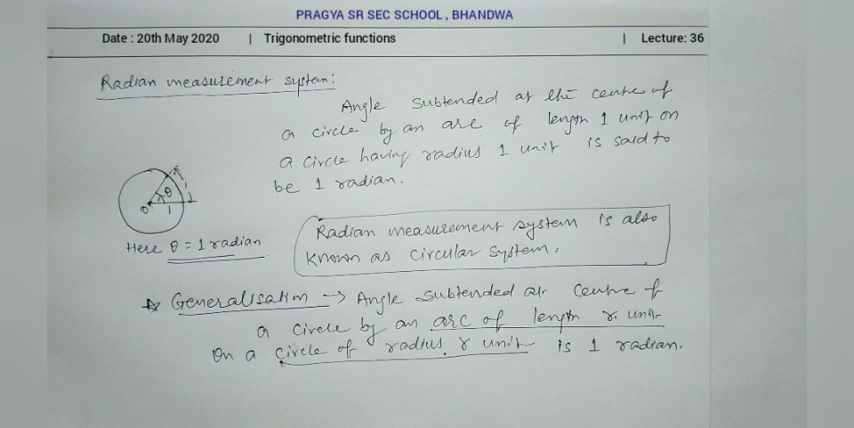 PRAGYA SR SEC SCHOOL, BHANDWA
Date : 20th May 2020 | Trigonometric functions | Lecture: 36
Radian measurement system:
Angle subtended at the centre of
a circle by an arc of length 1 unit on
a circle having radius 1 unit is said to
be 1 radian.
θ
1
O
1
Here θ = 1 radian
Radian measurement system is also
known as circular system.
Generalisation → Angle subtended at centre of
a circle by an arc of length r unit
on a circle of radius r unit is 1 radian.